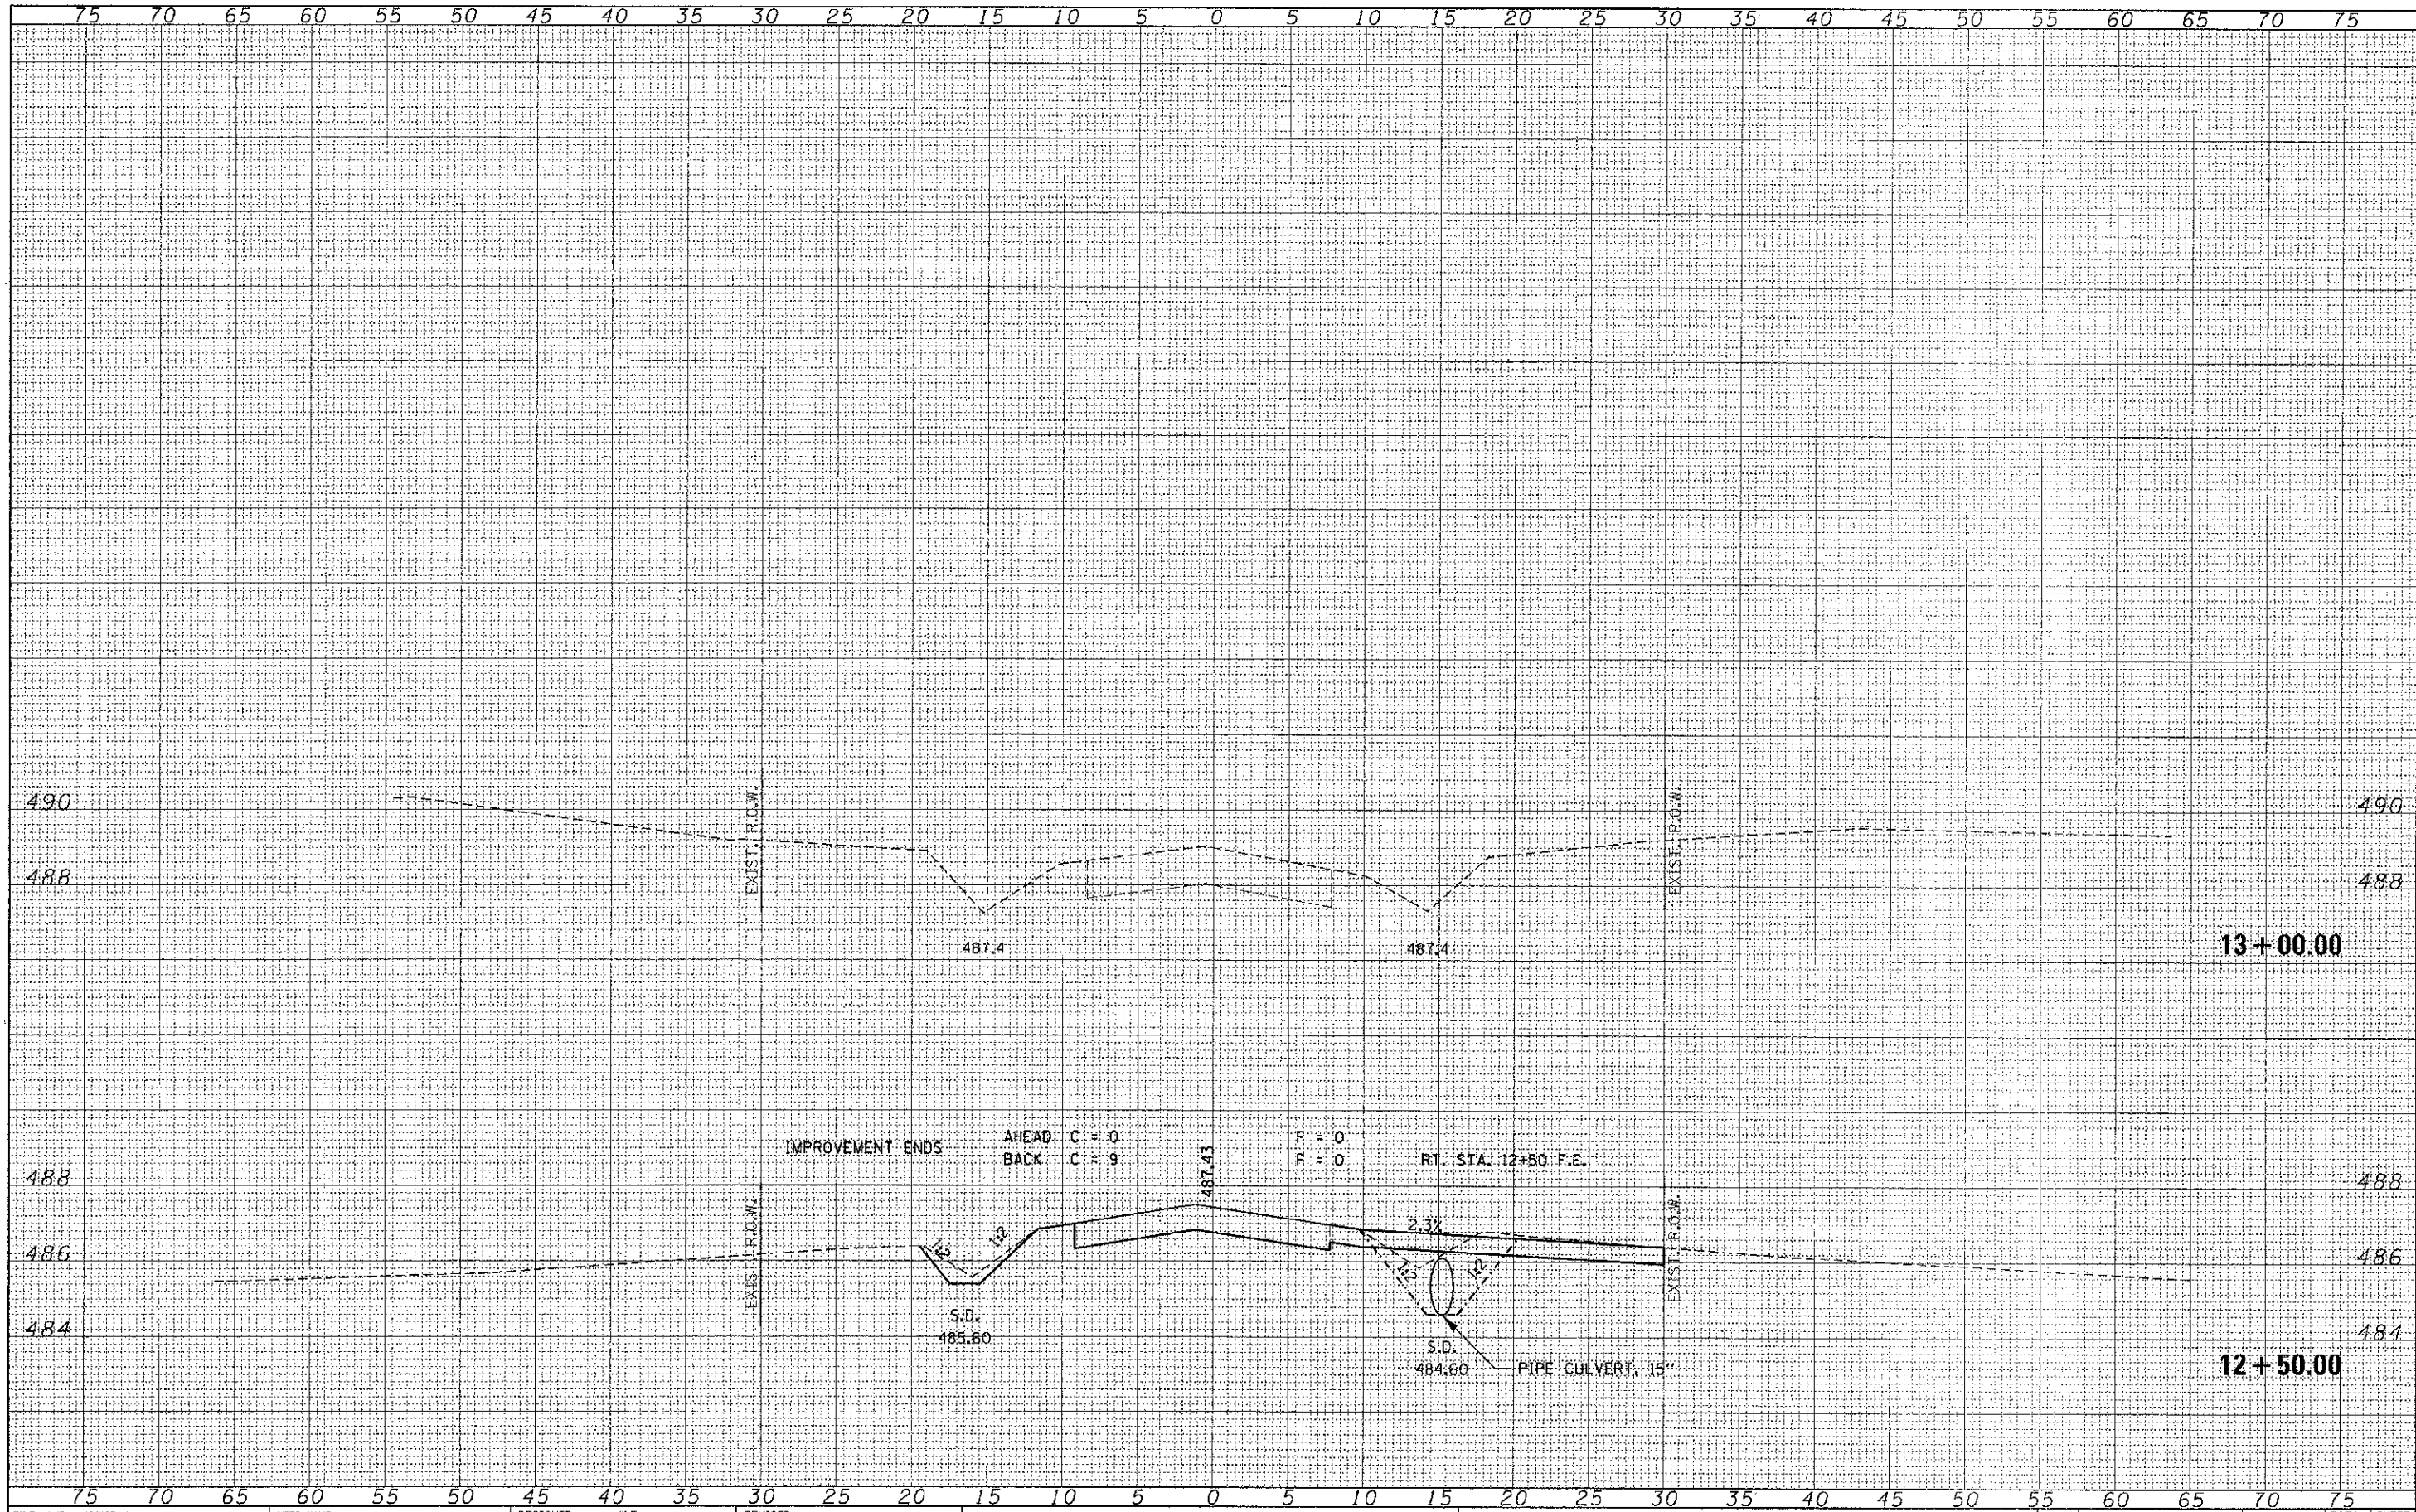 75 70 65 60 55 50 45 40 35 30 25 20 15 10 5 0 5 10 15 20 25 30 35 40 45 50 55 60 65 70 75
490 EXIST. R.O.W. EXIST. R.O.W. 490
488 488
487.4 487.4
13+00.00
IMPROVEMENT ENDS
AHEAD C = 0 F = 0
BACK C = 9 F = 0 RT. STA. 12+50 F.E.
487.43
488 488
EXIST. R.O.W. EXIST. R.O.W.
1:2 1:2 2.3%
486 1:2 1:2 486
S.D.
485.60
484 484
S.D.
484.60 PIPE CULVERT, 15"
12+50.00
75 70 65 60 55 50 45 40 35 30 25 20 15 10 5 0 5 10 15 20 25 30 35 40 45 50 55 60 65 70 75